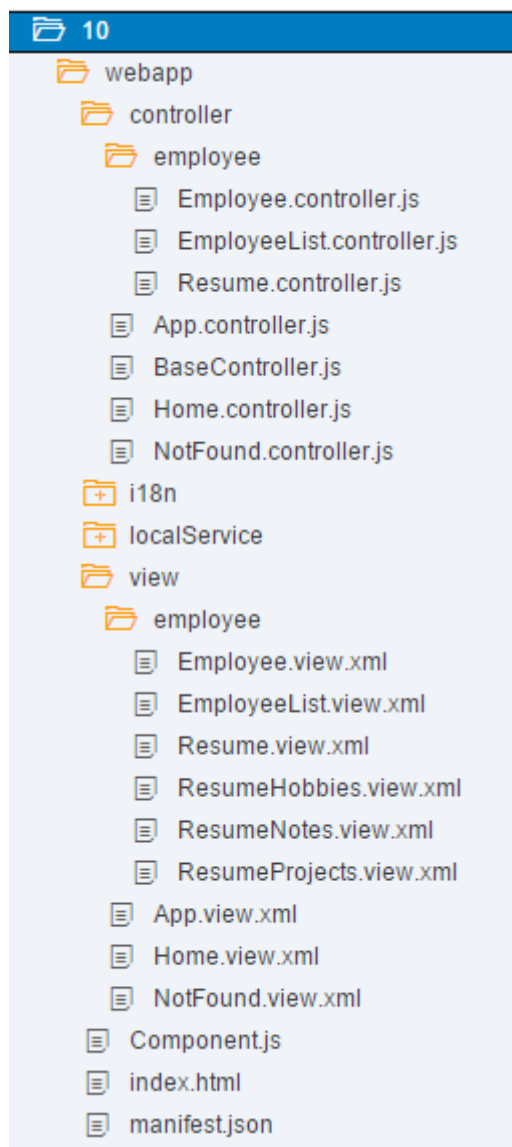 10
webapp
controller
employee
Employee.controller.js
EmployeeList.controller.js
Resume.controller.js
App.controller.js
BaseController.js
Home.controller.js
NotFound.controller.js
i18n
localService
view
employee
Employee.view.xml
EmployeeList.view.xml
Resume.view.xml
ResumeHobbies.view.xml
ResumeNotes.view.xml
ResumeProjects.view.xml
App.view.xml
Home.view.xml
NotFound.view.xml
Component.js
index.html
manifest.json